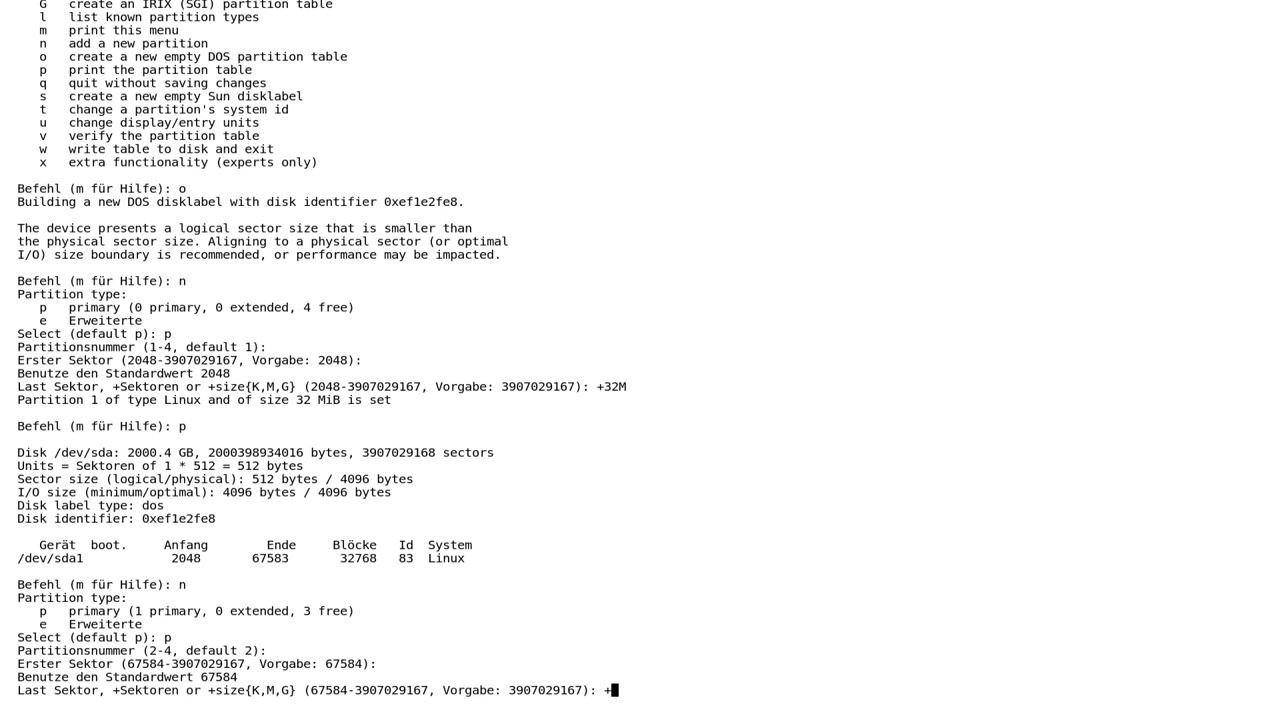 G   create an IRIX (SGI) partition table
l   list known partition types
m   print this menu
n   add a new partition
o   create a new empty DOS partition table
p   print the partition table
q   quit without saving changes
s   create a new empty Sun disklabel
t   change a partition's system id
u   change display/entry units
v   verify the partition table
w   write table to disk and exit
x   extra functionality (experts only)
Befehl (m für Hilfe): o
Building a new DOS disklabel with disk identifier 0xef1e2fe8.
The device presents a logical sector size that is smaller than
the physical sector size. Aligning to a physical sector (or optimal
I/O) size boundary is recommended, or performance may be impacted.
Befehl (m für Hilfe): n
Partition type:
p   primary (0 primary, 0 extended, 4 free)
e   Erweiterte
Select (default p): p
Partitionsnummer (1-4, default 1):
Erster Sektor (2048-3907029167, Vorgabe: 2048):
Benutze den Standardwert 2048
Last Sektor, +Sektoren or +size{K,M,G} (2048-3907029167, Vorgabe: 3907029167): +32M
Partition 1 of type Linux and of size 32 MiB is set
Befehl (m für Hilfe): p
Disk /dev/sda: 2000.4 GB, 2000398934016 bytes, 3907029168 sectors
Units = Sektoren of 1 * 512 = 512 bytes
Sector size (logical/physical): 512 bytes / 4096 bytes
I/O size (minimum/optimal): 4096 bytes / 4096 bytes
Disk label type: dos
Disk identifier: 0xef1e2fe8
Gerät  boot.     Anfang        Ende     Blöcke   Id  System
/dev/sda1            2048       67583       32768   83  Linux
Befehl (m für Hilfe): n
Partition type:
p   primary (1 primary, 0 extended, 3 free)
e   Erweiterte
Select (default p): p
Partitionsnummer (2-4, default 2):
Erster Sektor (67584-3907029167, Vorgabe: 67584):
Benutze den Standardwert 67584
Last Sektor, +Sektoren or +size{K,M,G} (67584-3907029167, Vorgabe: 3907029167): +